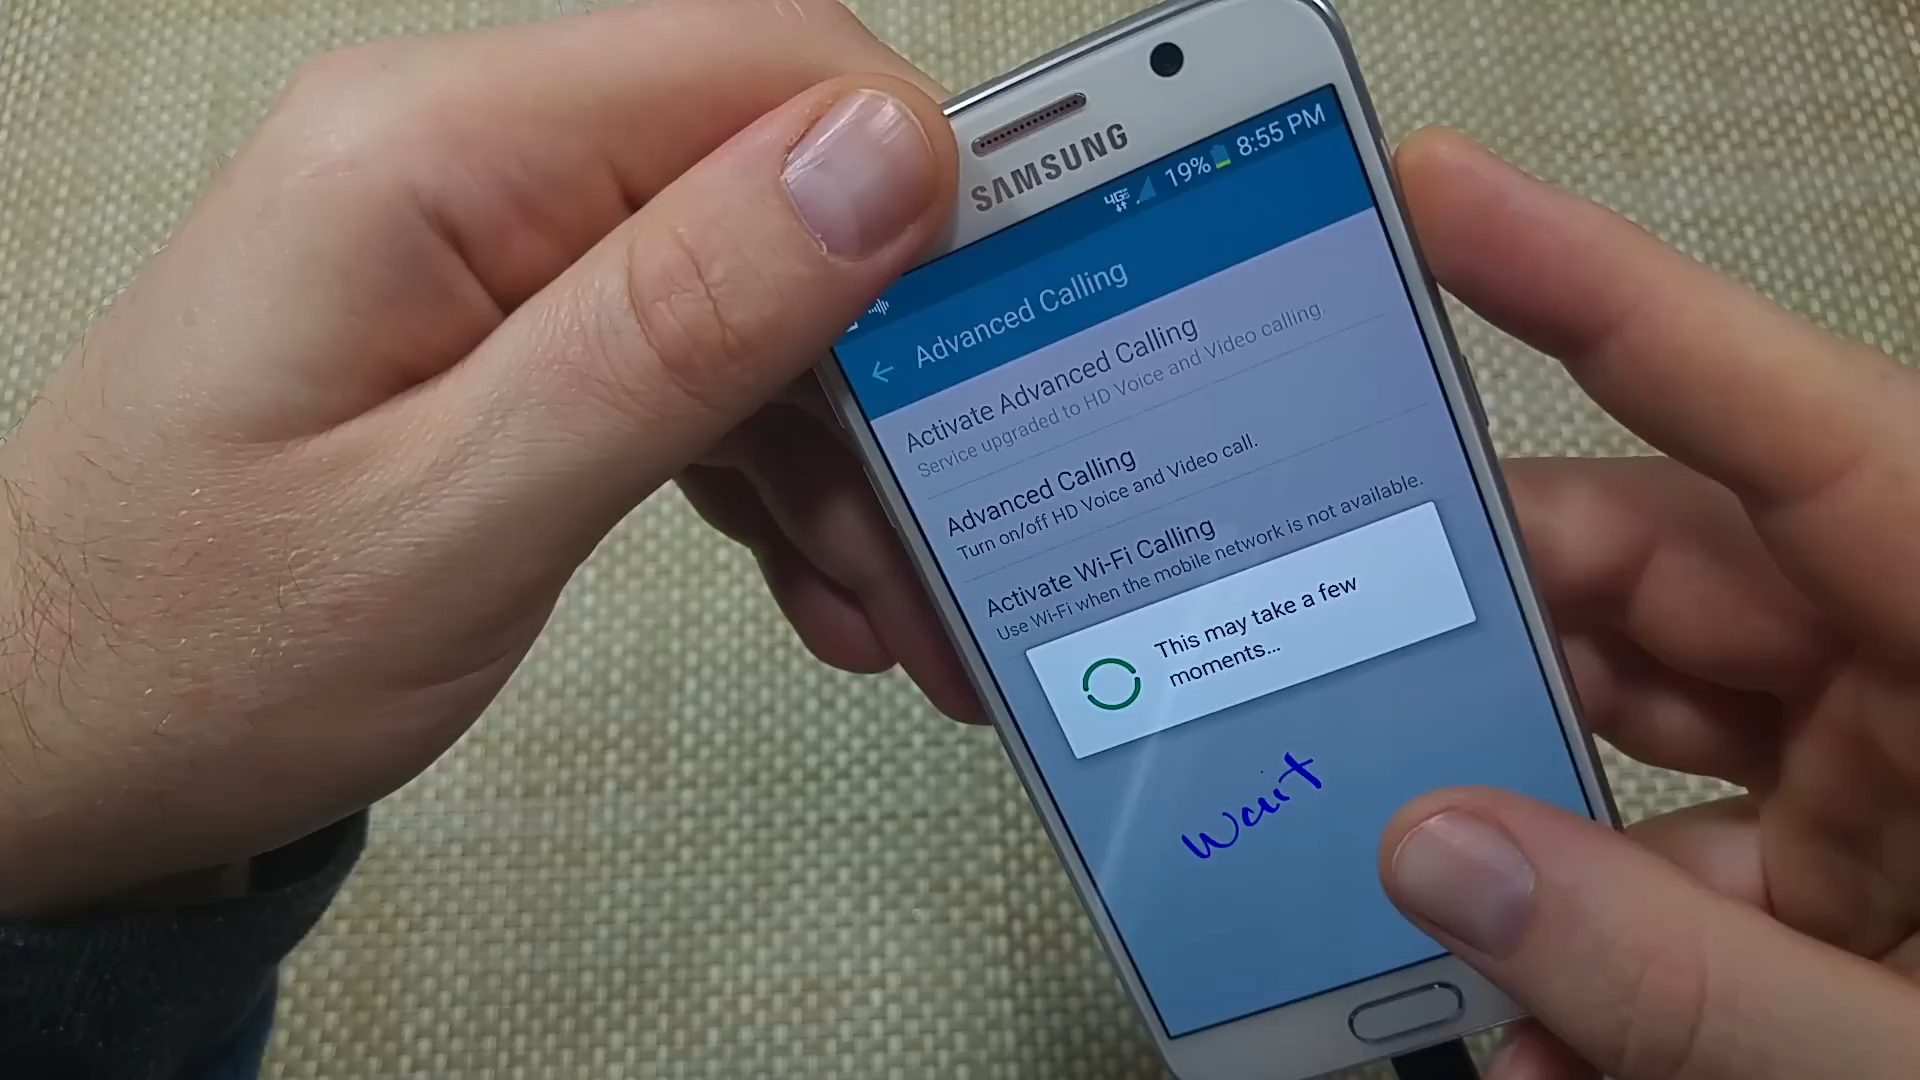 SAMSUNG
4G 19% 8:55 PM
Advanced Calling
Activate Advanced Calling
Service upgraded to HD Voice and Video calling.
Advanced Calling
Turn on/off HD Voice and Video call.
Activate Wi-Fi Calling
Use Wi-Fi when the mobile network is not available.
This may take a few
moments...
wait